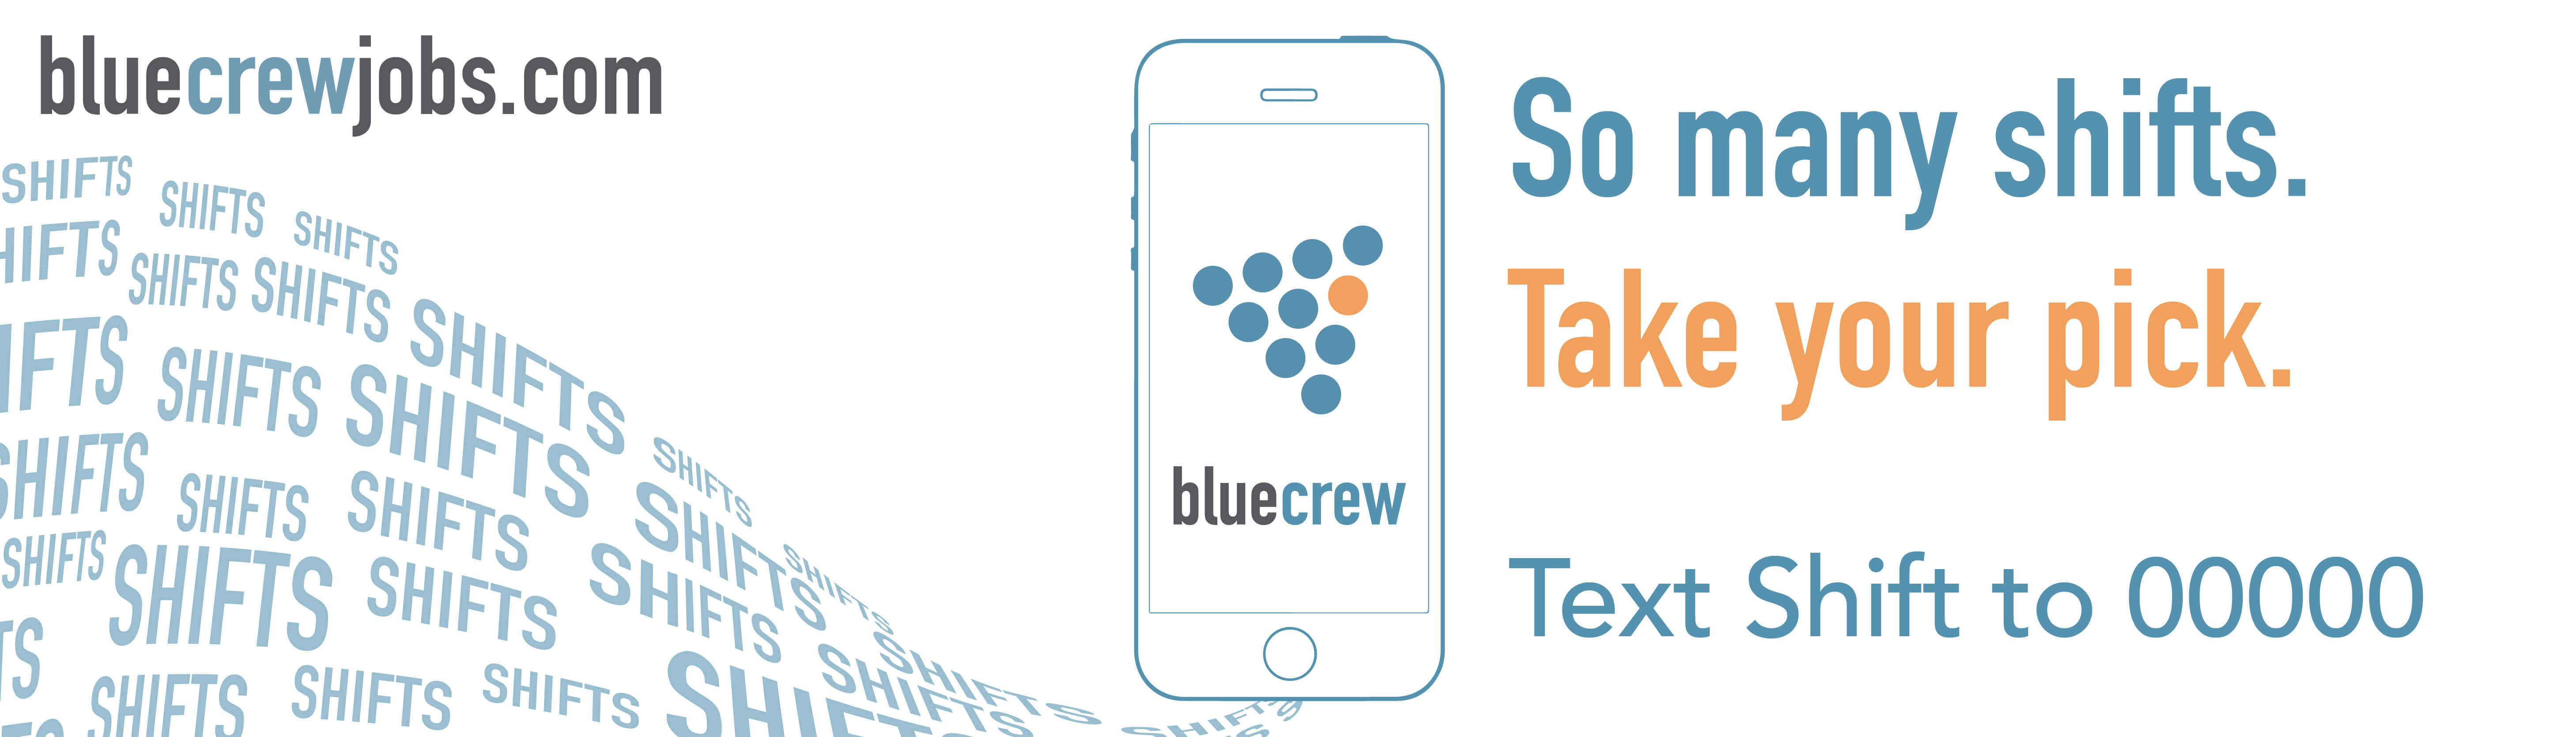 bluecrewjobs.com
SHIFTS SHIFTS SHIFTS
HIFTS SHIFTS SHIFTS SHIFTS
IFTS SHIFTS SHIFTS SHIFTS
SHIFTS SHIFTS SHIFTS SHIFTS SHIFTS
SHIFTS SHIFTS SHIFTS SHIFTS SHIFTS
TS SHIFTS SHIFTS SHIFTS SHIFTS SHIFTS SHIFTS
bluecrew
So many shifts.
Take your pick.
Text Shift to 00000